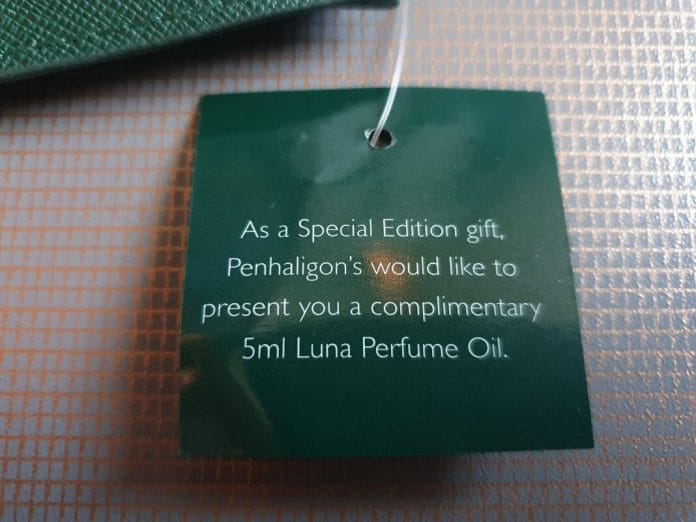 As a Special Edition gift,
Penhaligon's would like to
present you a complimentary
5ml Luna Perfume Oil.